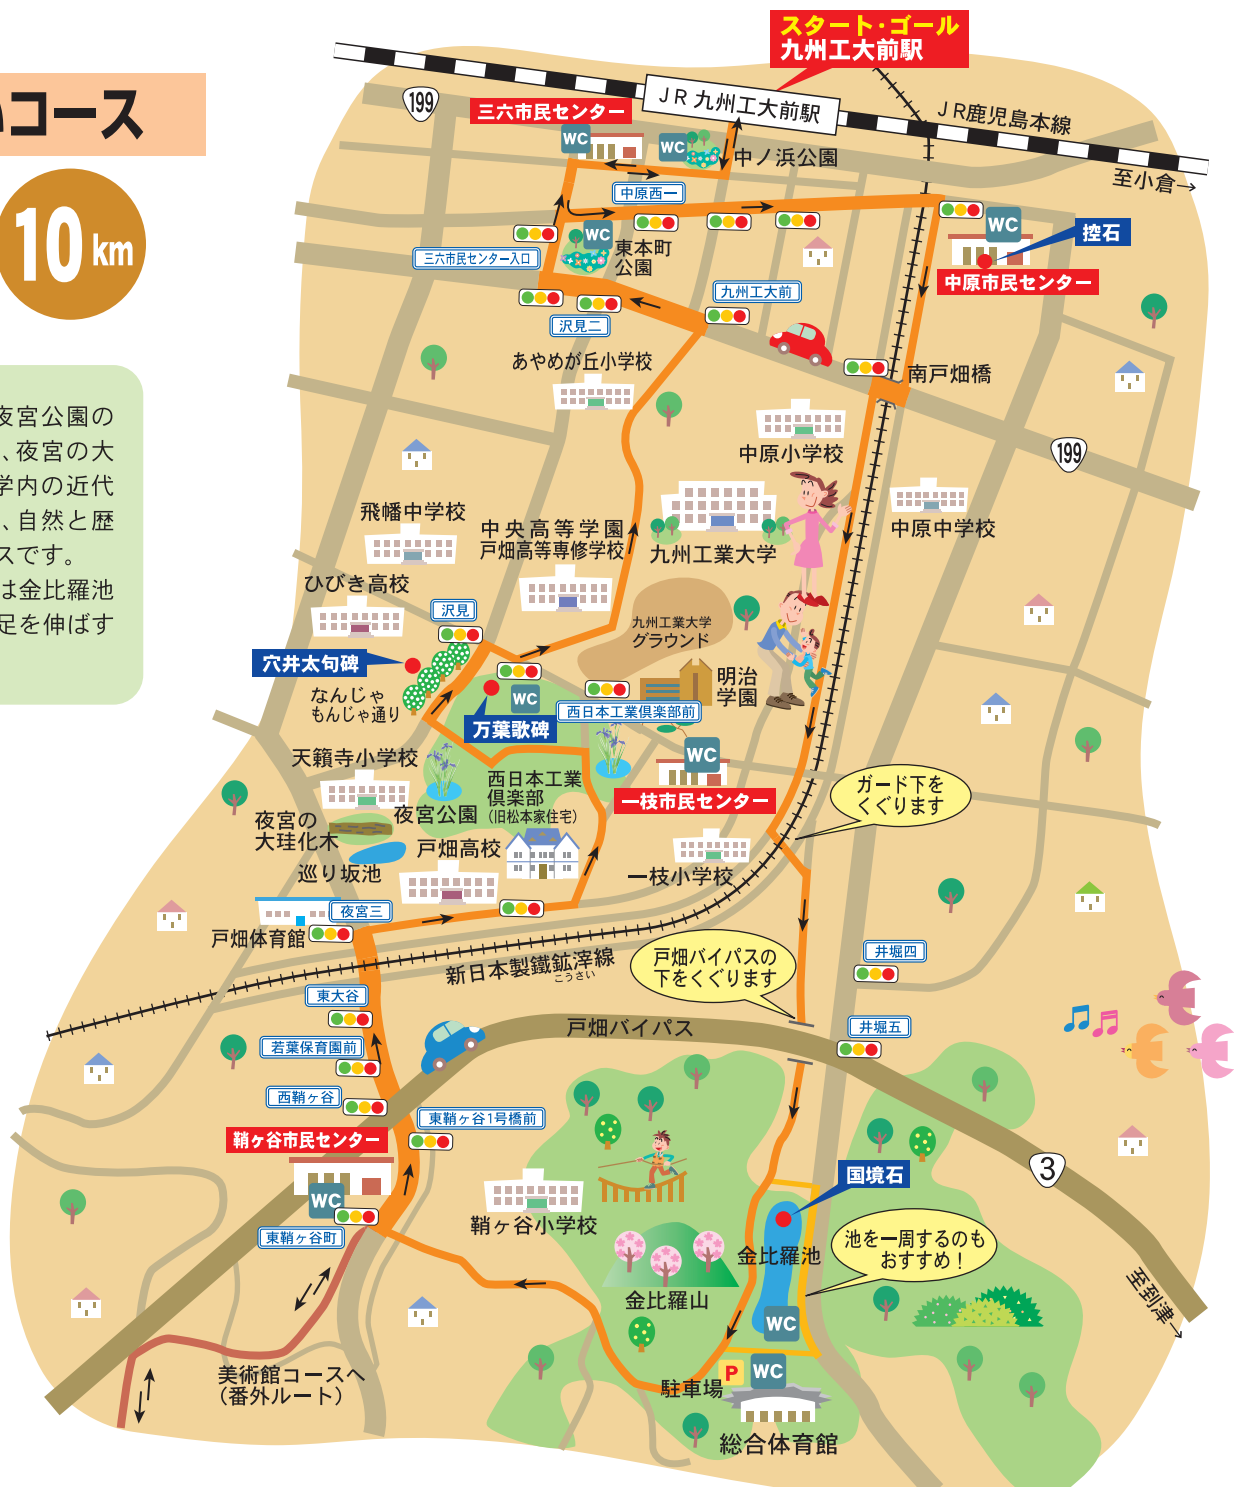 スタート・ゴール
九州工大前駅
いコース
10km
夜宮公園の
、夜宮の大
学内の近代
、自然と歴
スです。
は金比羅池
足を伸ばす
199
三六市民センター
JR九州工大前駅
JR鹿児島本線
至小倉→
WC
WC
中ノ浜公園
中原西一
WC
控石
三六市民センター入口
WC
東本町
公園
中原市民センター
九州工大前
沢見二
あやめが丘小学校
南戸畑橋
中原小学校
199
飛幡中学校
中央高等学園
戸畑高等専修学校
九州工業大学
中原中学校
ひびき高校
沢見
九州工業大学
グラウンド
穴井太句碑
なんじゃ
もんじゃ通り
WC
明治
学園
万葉歌碑
西日本工業倶楽部前
天籟寺小学校
WC
ガード下を
くぐります
西日本工業
倶楽部
(旧松本家住宅)
一枝市民センター
夜宮公園
夜宮の
大珪化木
巡り坂池
戸畑高校
一枝小学校
夜宮三
戸畑体育館
新日本製鐵鉱滓線
こうさい
戸畑バイパスの
下をくぐります
井堀四
東大谷
戸畑バイパス
井堀五
若葉保育園前
西鞘ヶ谷
東鞘ヶ谷1号橋前
鞘ヶ谷市民センター
3
国境石
WC
鞘ヶ谷小学校
東鞘ヶ谷町
金比羅池
池を一周するのも
おすすめ！
金比羅山
至到津→
WC
美術館コースへ
(番外ルート)
P
WC
駐車場
総合体育館